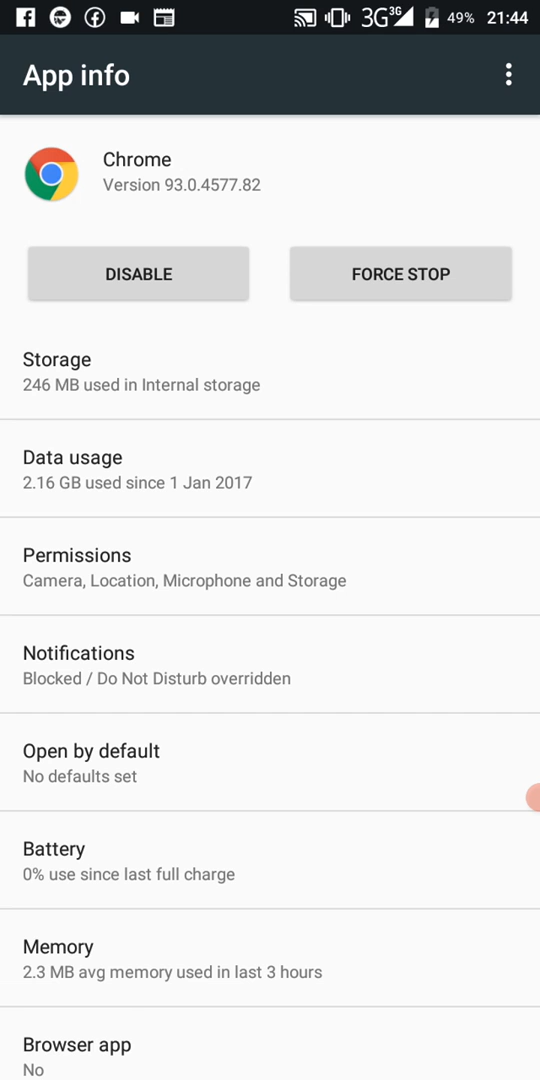 3G 3G 49% 21:44
App info
Chrome
Version 93.0.4577.82
DISABLE FORCE STOP
Storage
246 MB used in Internal storage
Data usage
2.16 GB used since 1 Jan 2017
Permissions
Camera, Location, Microphone and Storage
Notifications
Blocked / Do Not Disturb overridden
Open by default
No defaults set
Battery
0% use since last full charge
Memory
2.3 MB avg memory used in last 3 hours
Browser app
No